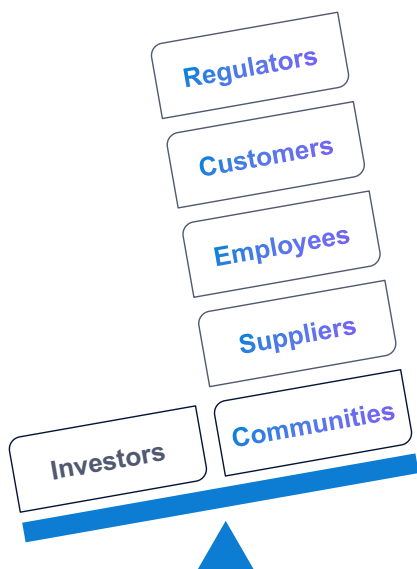 Regulators
Customers
Employees
Suppliers
Communities
Investors